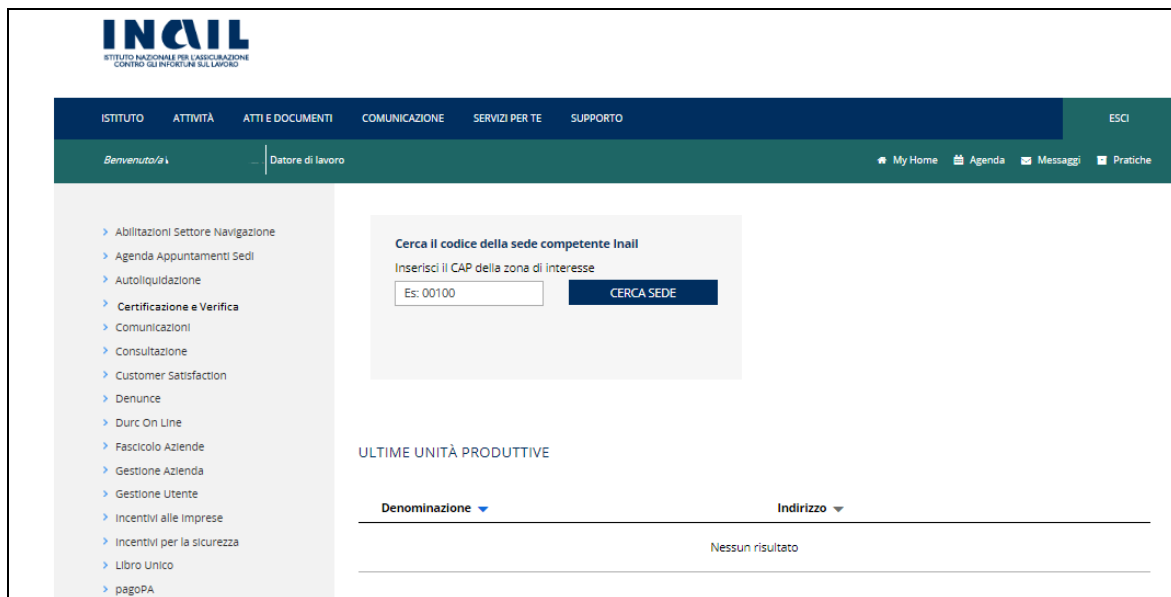 INAIL
ISTITUTO NAZIONALE PER L'ASSICURAZIONE
CONTRO GLI INFORTUNI SUL LAVORO
ISTITUTO ATTIVITÀ ATTI E DOCUMENTI COMUNICAZIONE SERVIZI PER TE SUPPORTO ESCI
Benvenuto/a Datore di lavoro My Home Agenda Messaggi Pratiche
Abilitazioni Settore Navigazione
Agenda Appuntamenti Sedi
Autoliquidazione
Certificazione e Verifica
Comunicazioni
Consultazione
Customer Satisfaction
Denunce
Durc On Line
Fascicolo Aziende
Gestione Azienda
Gestione Utente
Incentivi alle Imprese
Incentivi per la sicurezza
Libro Unico
pagoPA
Cerca il codice della sede competente Inail
Inserisci il CAP della zona di interesse
Es: 00100 CERCA SEDE
ULTIME UNITÀ PRODUTTIVE
Denominazione Indirizzo
Nessun risultato